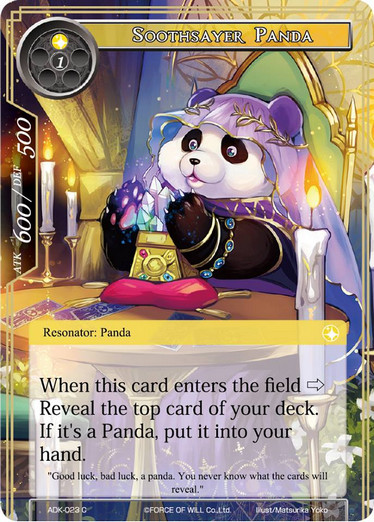 Soothsayer Panda
1
ATK 600 / DEF 500
Resonator: Panda
When this card enters the field ⇨
Reveal the top card of your deck.
If it's a Panda, put it into your
hand.
"Good luck, bad luck, a panda. You never know what the cards will
reveal."
ADK-023 C ©FORCE OF WILL Co.,Ltd. Illust/Matsurika Yoko